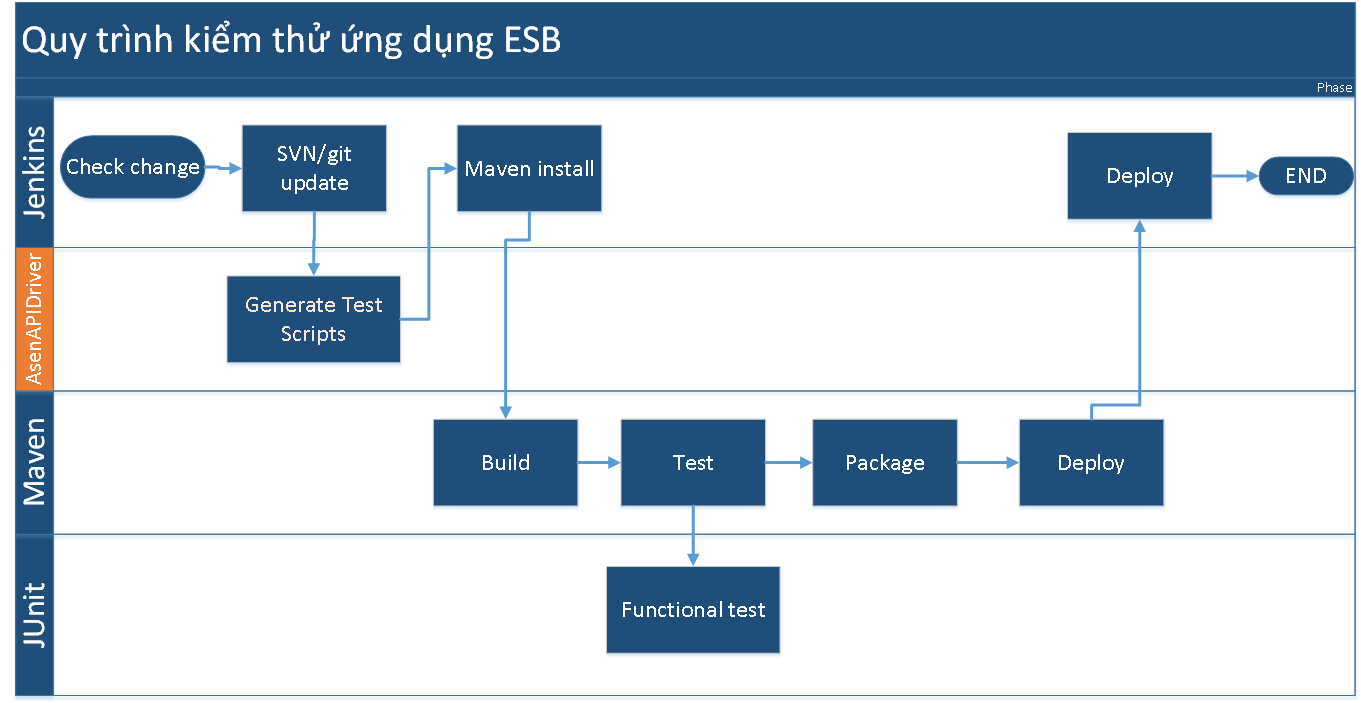 Quy trình kiểm thử ứng dụng ESB
Phase
Jenkins
Check change
SVN/git
update
Maven install
Deploy
END
AsenAPIDriver
Generate Test
Scripts
Maven
Build
Test
Package
Deploy
JUnit
Functional test